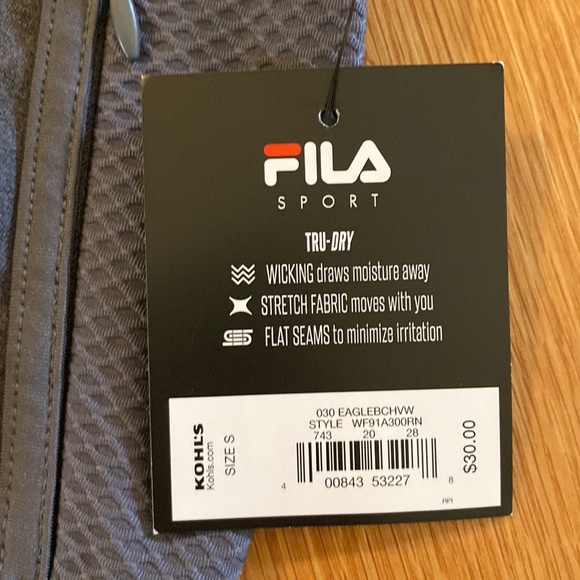 FILA
SPORT
TRU-DRY
WICKING draws moisture away
STRETCH FABRIC moves with you
FLAT SEAMS to minimize irritation
KOHL'S
Kohls.com
SIZE S
030 EAGLEBCHVW
STYLE WF91A300RN
743 20 28
4 00843 53227 8
RPI
$30.00